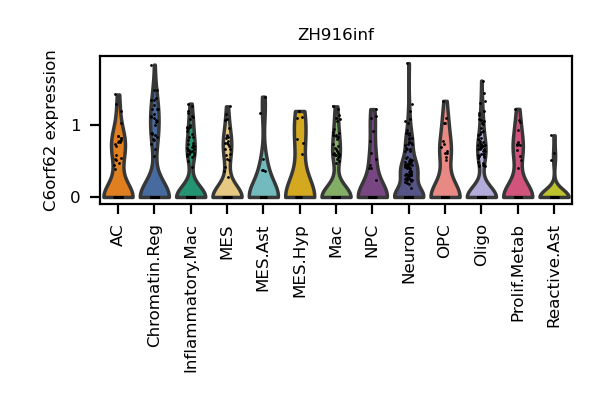 ZH916inf
C6orf62 expression
1
0
AC
Chromatin.Reg
Inflammatory.Mac
MES
MES.Ast
MES.Hyp
Mac
NPC
Neuron
OPC
Oligo
Prolif.Metab
Reactive.Ast